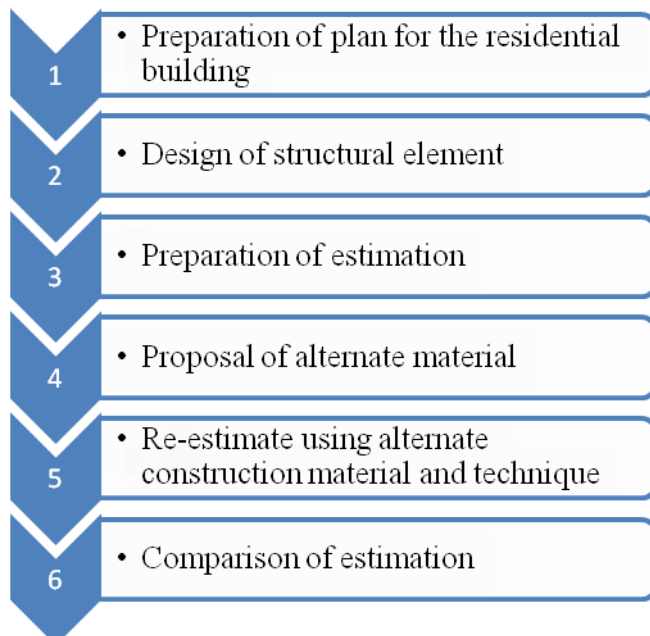 1
• Preparation of plan for the residential
building
2
• Design of structural element
3
• Preparation of estimation
4
• Proposal of alternate material
5
• Re-estimate using alternate
construction material and technique
6
• Comparison of estimation